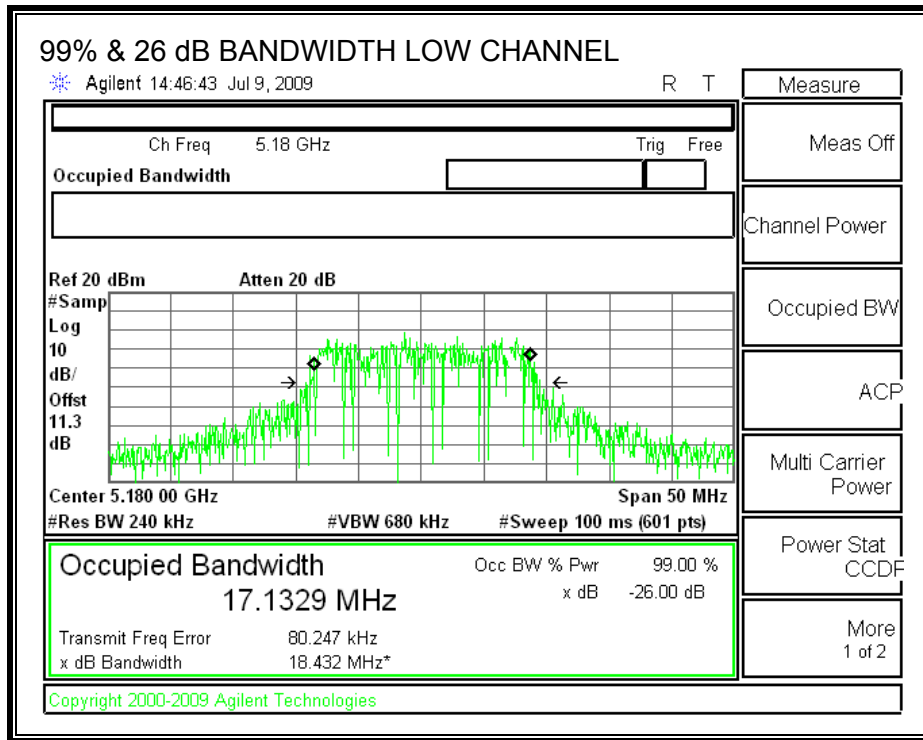 99% & 26 dB BANDWIDTH LOW CHANNEL
Agilent 14:46:43 Jul 9, 2009 R T
Ch Freq 5.18 GHz Trig Free
Occupied Bandwidth
Ref 20 dBm Atten 20 dB
#Samp
Log
10
dB/
Offst
11.3
dB
Center 5.180 00 GHz Span 50 MHz
#Res BW 240 kHz #VBW 680 kHz #Sweep 100 ms (601 pts)
Occupied Bandwidth
17.1329 MHz
Occ BW % Pwr 99.00 %
x dB -26.00 dB
Transmit Freq Error 80.247 kHz
x dB Bandwidth 18.432 MHz*
Copyright 2000-2009 Agilent Technologies
Measure
Meas Off
Channel Power
Occupied BW
ACP
Multi Carrier
Power
Power Stat
CCDF
More
1 of 2